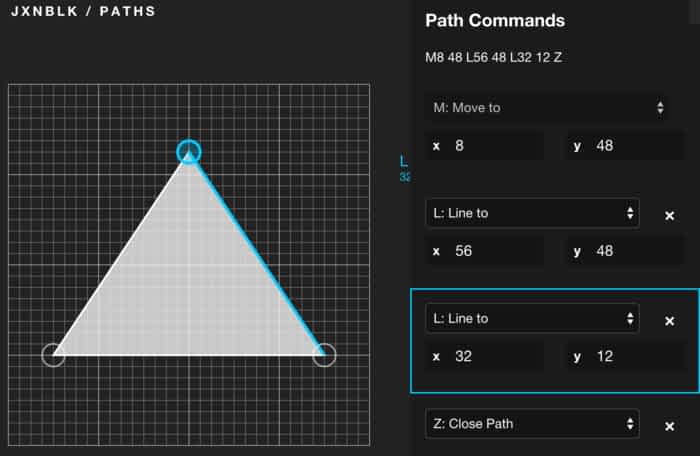 JXNBLK / PATHS
Path Commands
M8 48 L56 48 L32 12 Z
M: Move to
x 8 y 48
L: Line to ×
x 56 y 48
L
32
L: Line to ×
x 32 y 12
Z: Close Path ×